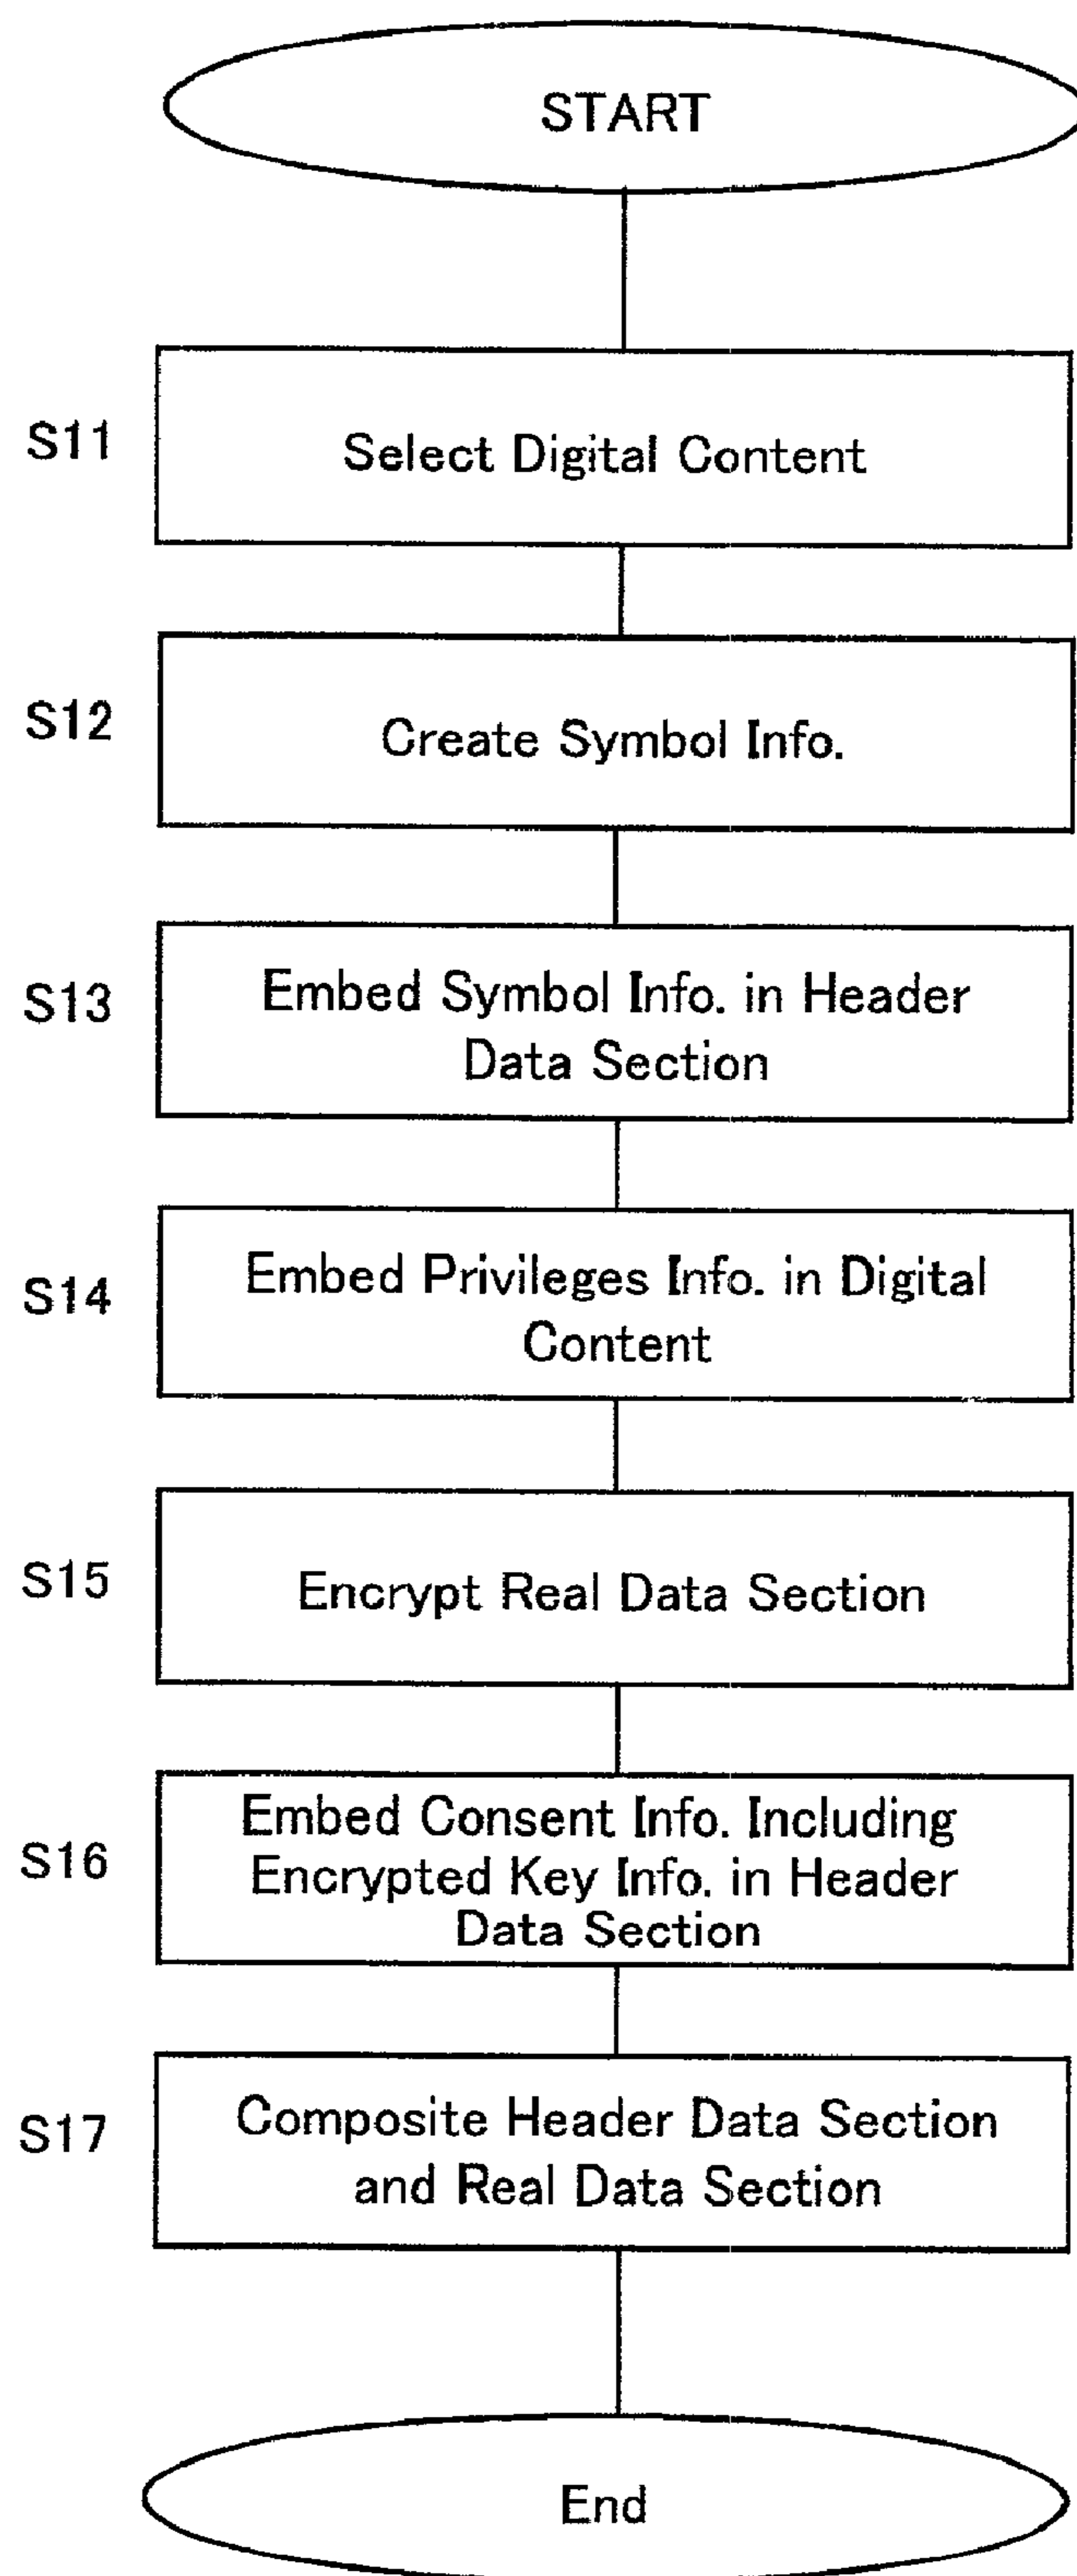 START
S11
Select Digital Content
S12
Create Symbol Info.
S13
Embed Symbol Info. in Header
Data Section
S14
Embed Privileges Info. in Digital
Content
S15
Encrypt Real Data Section
S16
Embed Consent Info. Including
Encrypted Key Info. in Header
Data Section
S17
Composite Header Data Section
and Real Data Section
End